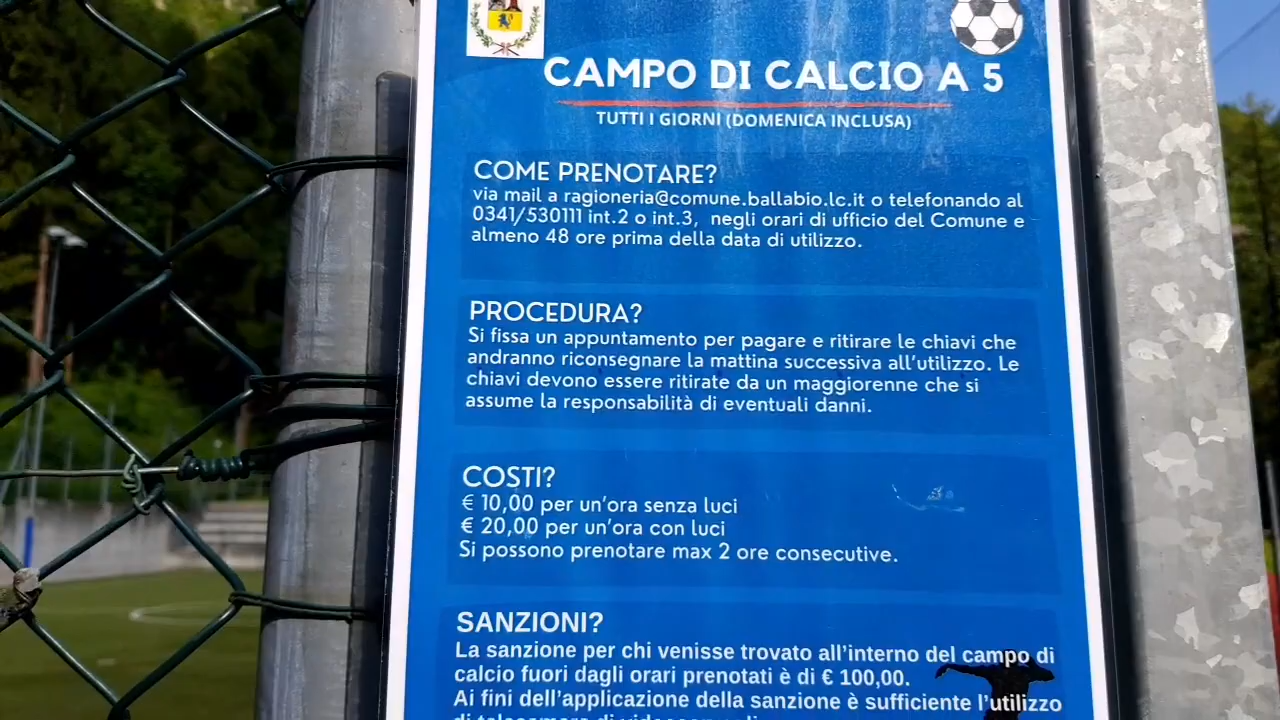 CAMPO DI CALCIO A 5
TUTTI I GIORNI (DOMENICA INCLUSA)
COME PRENOTARE?
via mail a ragioneria@comune.ballabio.lc.it o telefonando al
0341/530111 int.2 o int.3, negli orari di ufficio del Comune e
almeno 48 ore prima della data di utilizzo.
PROCEDURA?
Si fissa un appuntamento per pagare e ritirare le chiavi che
andranno riconsegnare la mattina successiva all'utilizzo. Le
chiavi devono essere ritirate da un maggiorenne che si
assume la responsabilità di eventuali danni.
COSTI?
€ 10,00 per un'ora senza luci
€ 20,00 per un'ora con luci
Si possono prenotare max 2 ore consecutive.
SANZIONI?
La sanzione per chi venisse trovato all'interno del campo di
calcio fuori dagli orari prenotati è di € 100,00.
Ai fini dell'applicazione della sanzione è sufficiente l'utilizzo